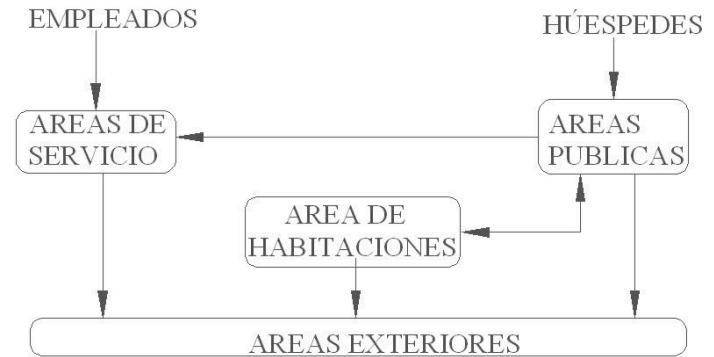 EMPLEADOS
HÚESPEDES
AREAS DE
SERVICIO
AREAS
PUBLICAS
AREA DE
HABITACIONES
AREAS EXTERIORES